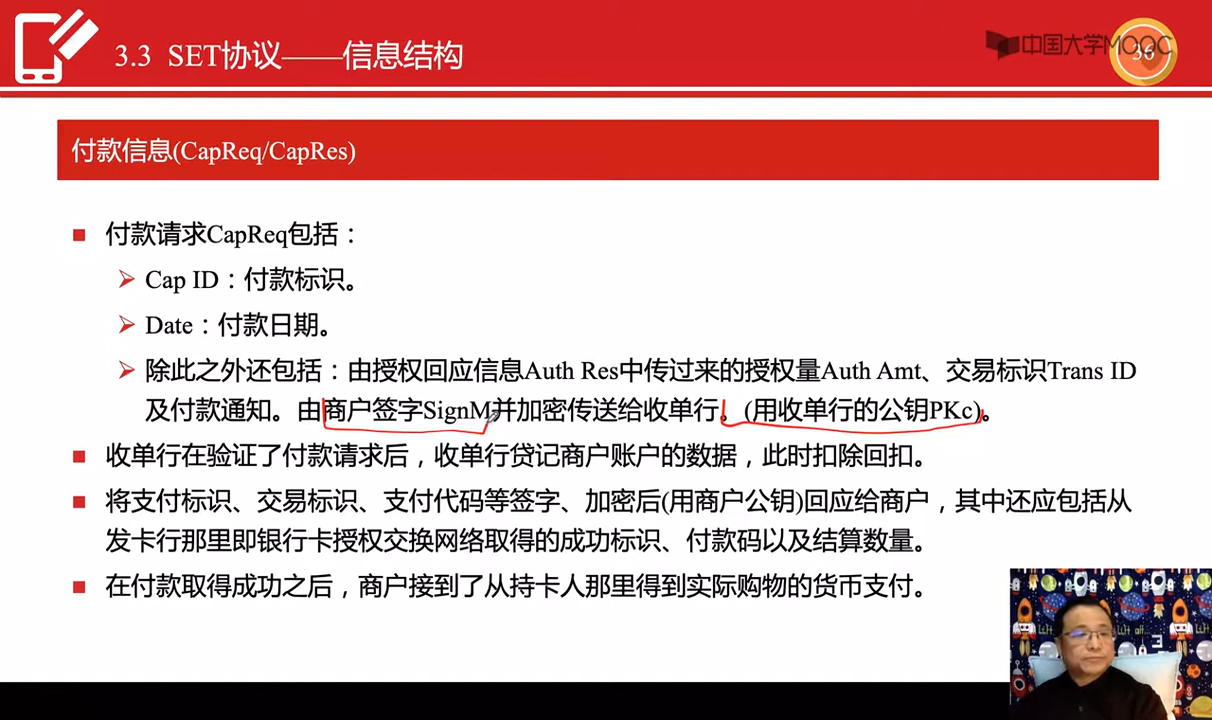 3.3 SET协议——信息结构
中国大学MOOC
36
付款信息(CapReq/CapRes)
付款请求CapReq包括：
Cap ID：付款标识。
Date：付款日期。
除此之外还包括：由授权回应信息Auth Res中传过来的授权量Auth Amt、交易标识Trans ID
及付款通知。由商户签字SignM并加密传送给收单行。(用收单行的公钥PKc)。
收单行在验证了付款请求后，收单行贷记商户账户的数据，此时扣除回扣。
将支付标识、交易标识、支付代码等签字、加密后(用商户公钥)回应给商户，其中还应包括从
发卡行那里即银行卡授权交换网络取得的成功标识、付款码以及结算数量。
在付款取得成功之后，商户接到了从持卡人那里得到实际购物的货币支付。